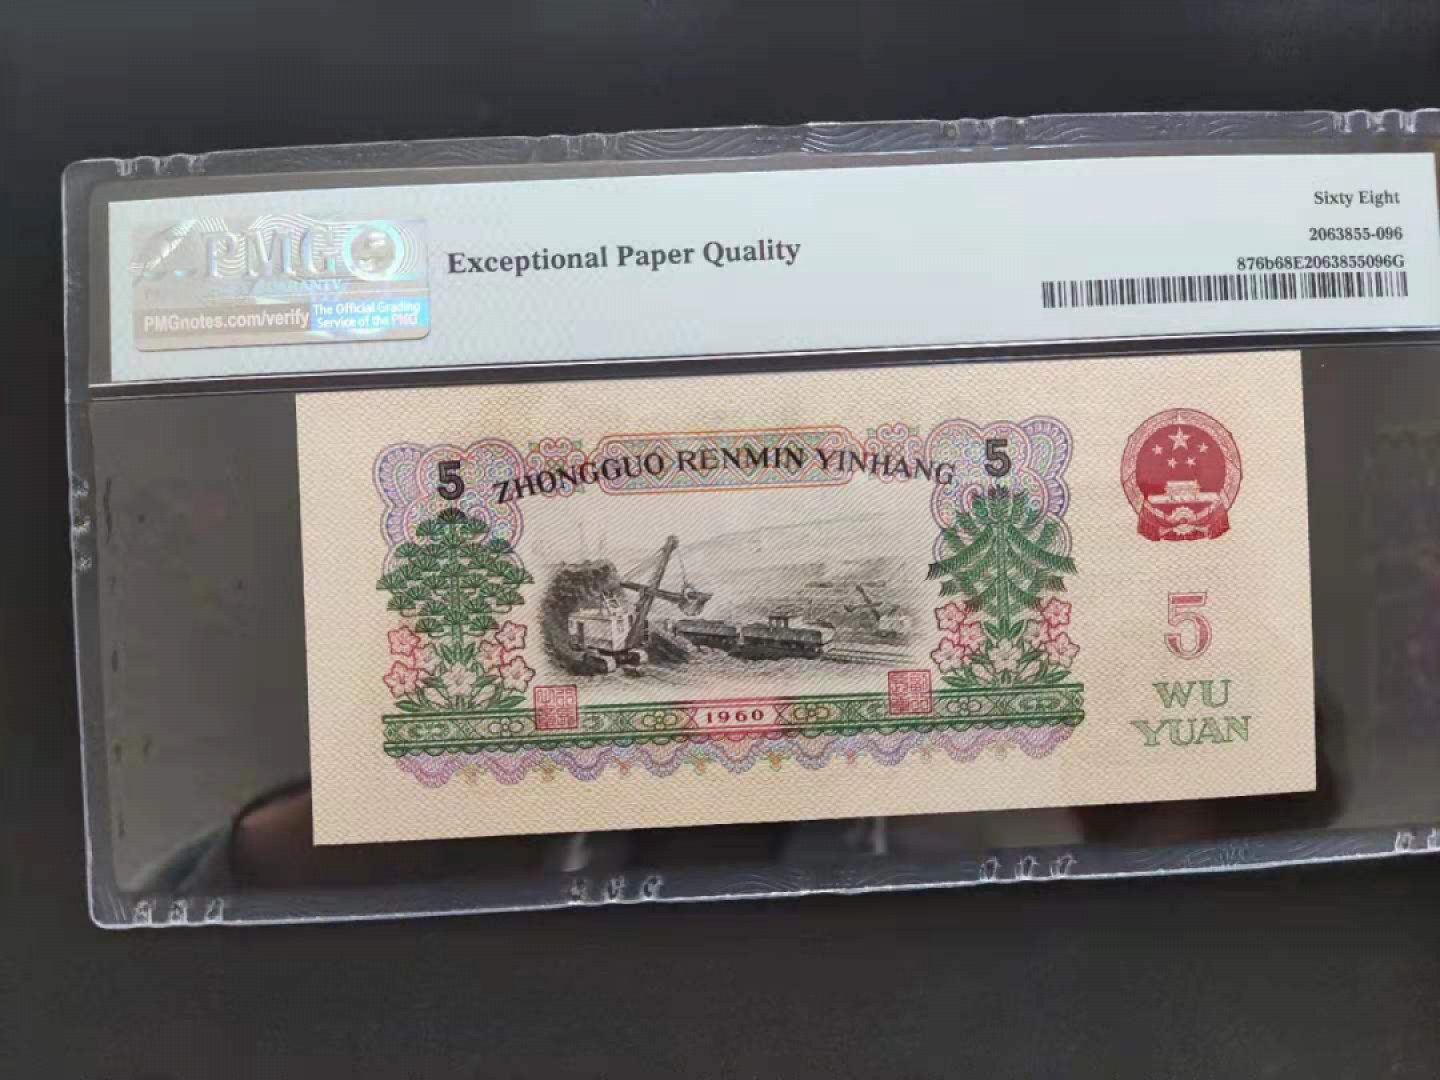 PMG
PMGnotes.com/verify
The Official Grading
Service of the PMG
Exceptional Paper Quality
Sixty Eight
2063855-096
876b68E2063855096G
5
ZHONGGUO RENMIN YINHANG
5
5
WU
YUAN
1960